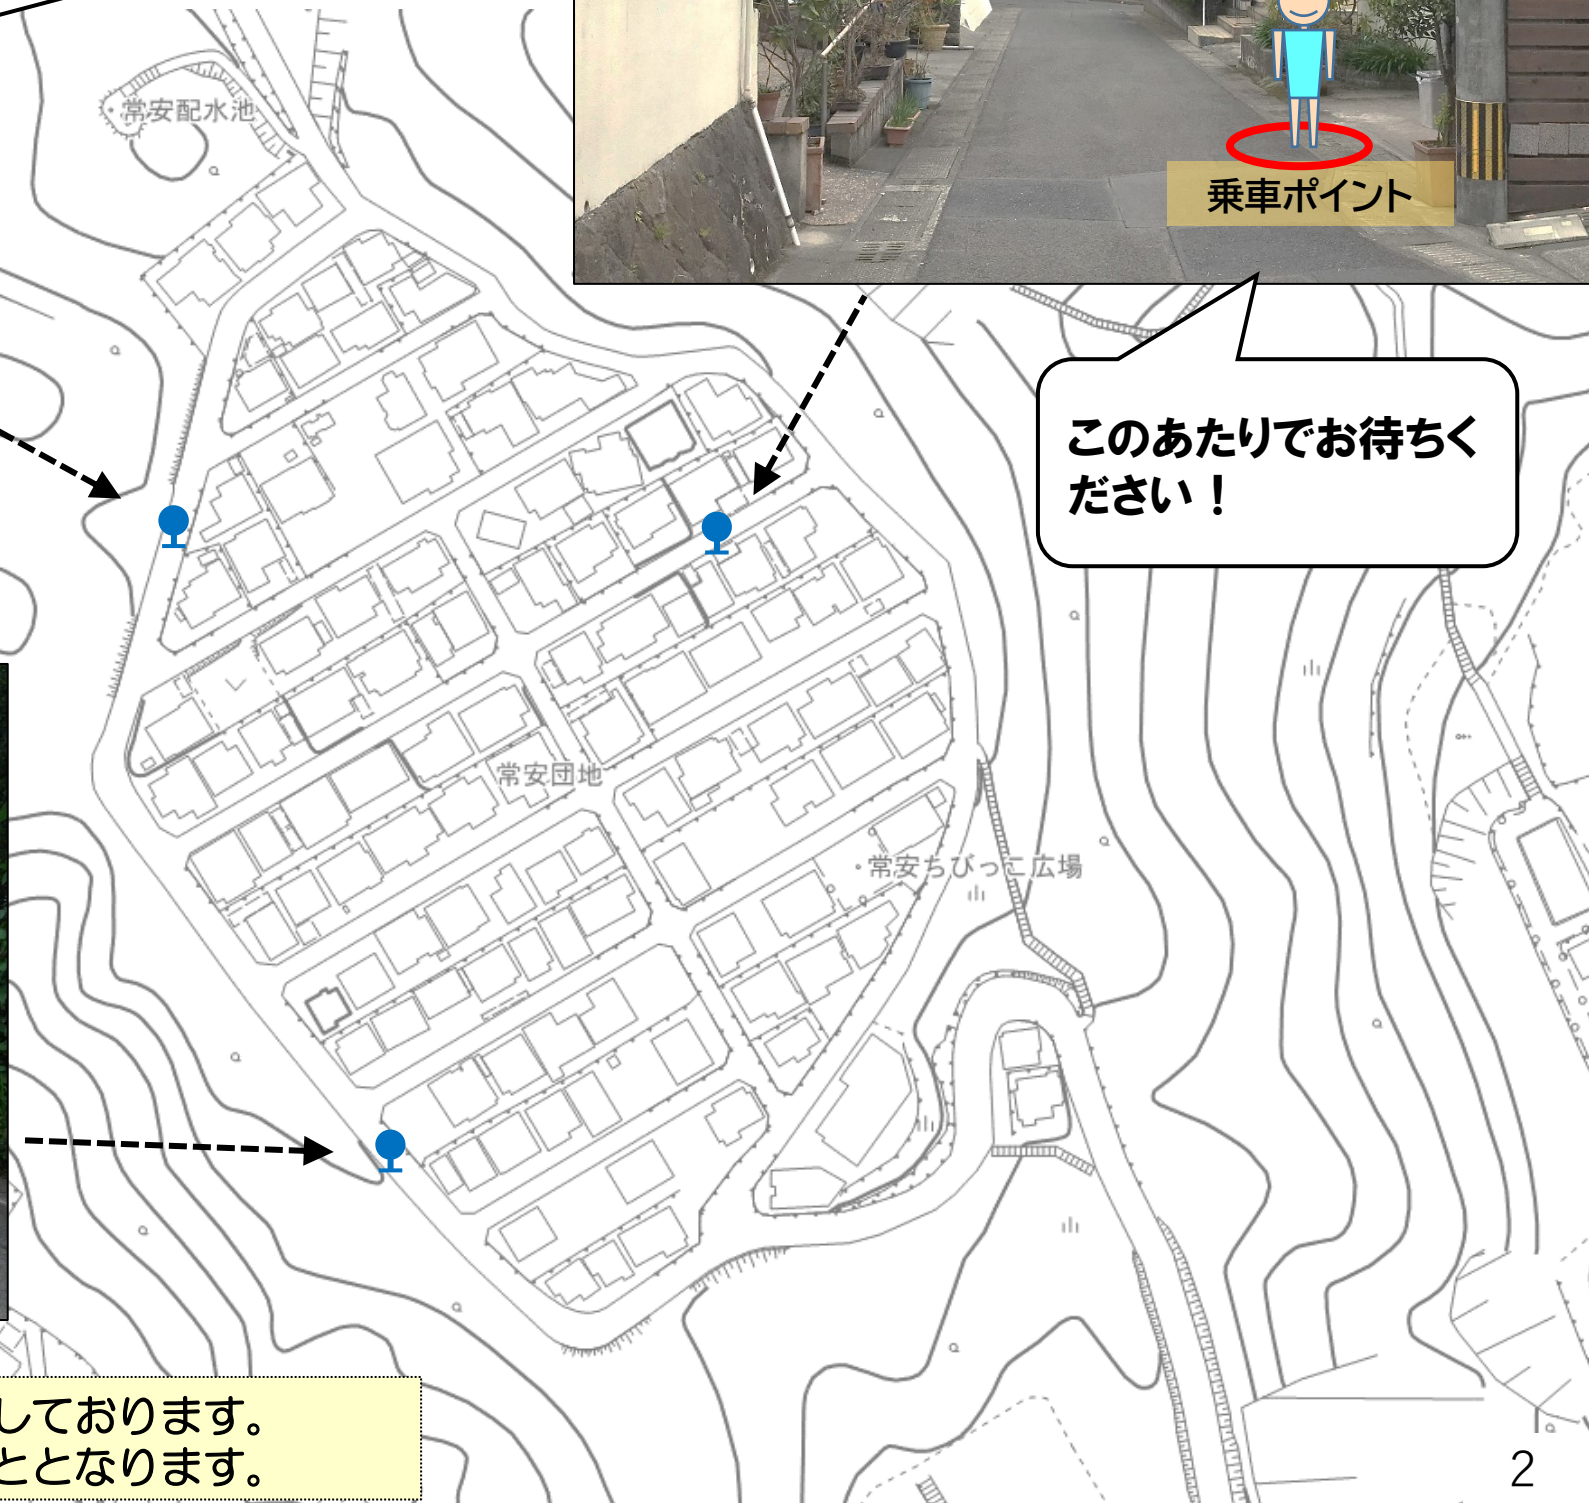 常安配水池
乗車ポイント
このあたりでお待ちく
ださい！
常安団地
常安ちびっこ広場
しております。
ととなります。
2